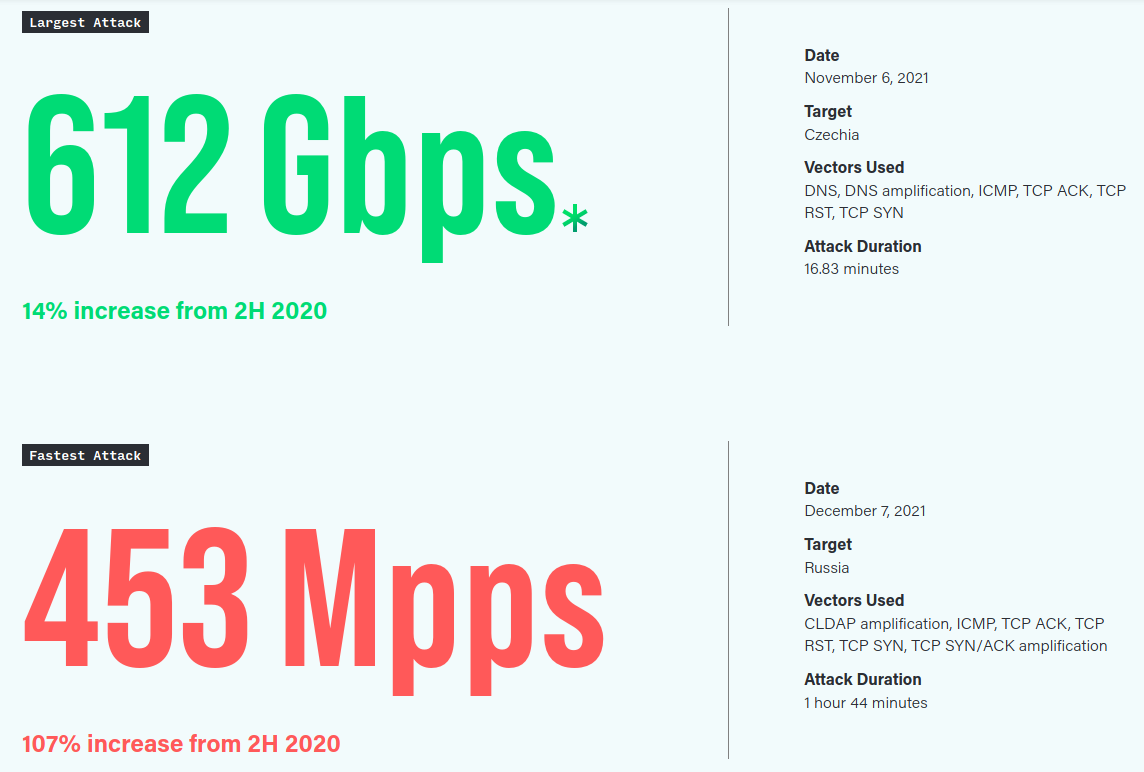 Largest Attack
612 Gbps*
14% increase from 2H 2020
Date
November 6, 2021
Target
Czechia
Vectors Used
DNS, DNS amplification, ICMP, TCP ACK, TCP
RST, TCP SYN
Attack Duration
16.83 minutes
Fastest Attack
453 Mpps
107% increase from 2H 2020
Date
December 7, 2021
Target
Russia
Vectors Used
CLDAP amplification, ICMP, TCP ACK, TCP
RST, TCP SYN, TCP SYN/ACK amplification
Attack Duration
1 hour 44 minutes